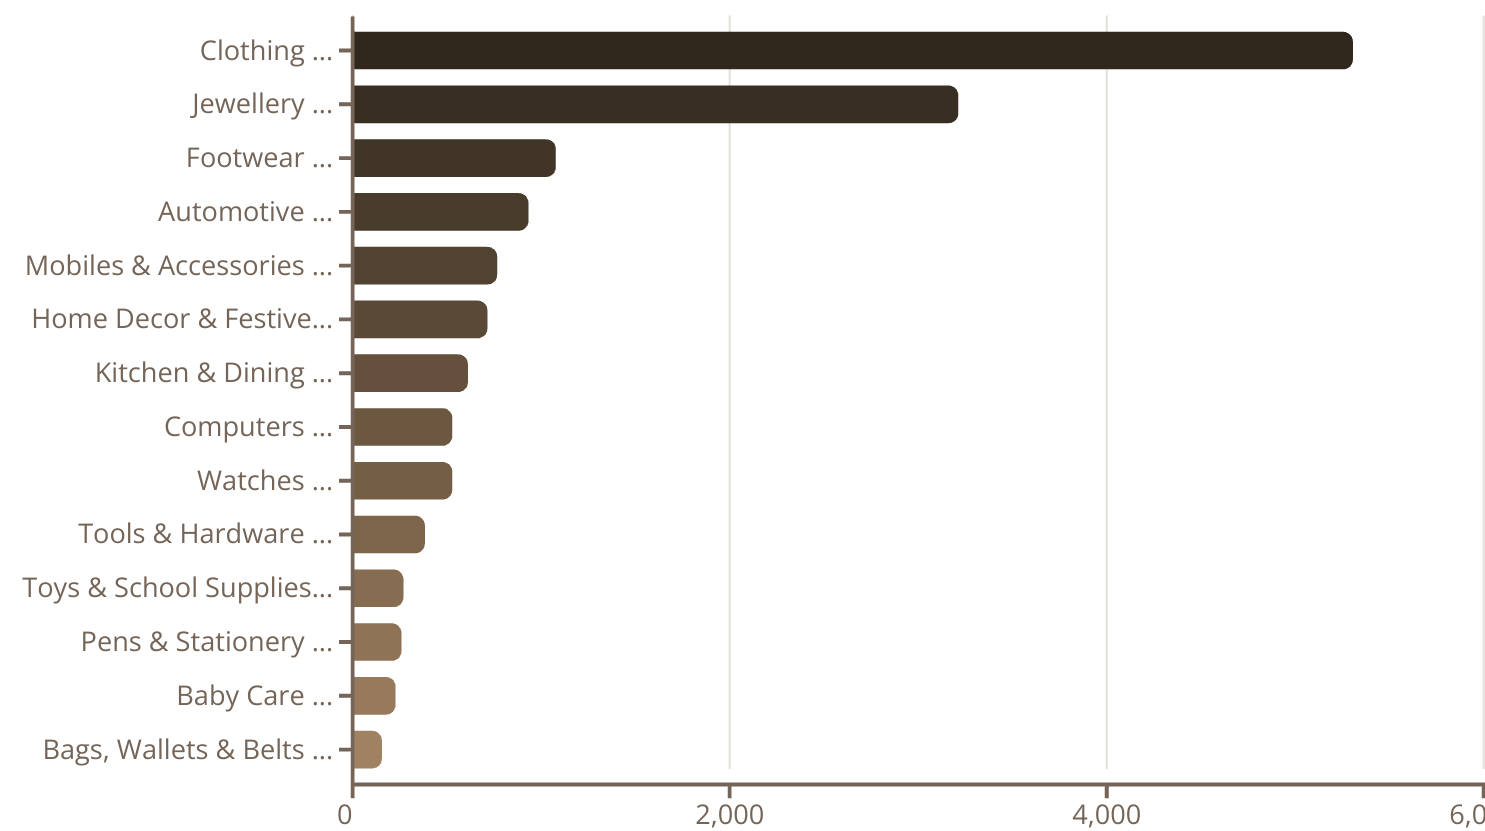 Clothing ...
Jewellery ...
Footwear ...
Automotive ...
Mobiles & Accessories ...
Home Decor & Festive...
Kitchen & Dining ...
Computers ...
Watches ...
Tools & Hardware ...
Toys & School Supplies...
Pens & Stationery ...
Baby Care ...
Bags, Wallets & Belts ...
0 2,000 4,000 6,0